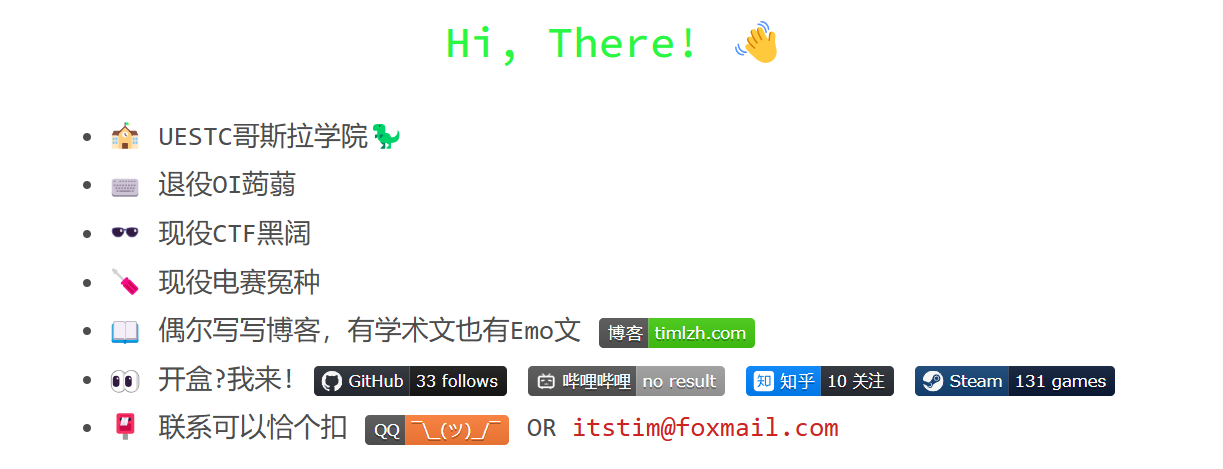 Hi, There! 👋
🏫 UESTC哥斯拉学院🦖
⌨️ 退役OI蒟蒻
🕶️ 现役CTF黑阔
🪛 现役电赛冤种
📖 偶尔写写博客，有学术文也有Emo文 博客 timlzh.com
👀 开盒?我来! GitHub 33 follows 哔哩哔哩 no result 知 知乎 10 关注 Steam 131 games
📮 联系可以恰个扣 QQ ¯\_(ツ)_/¯ OR itstim@foxmail.com